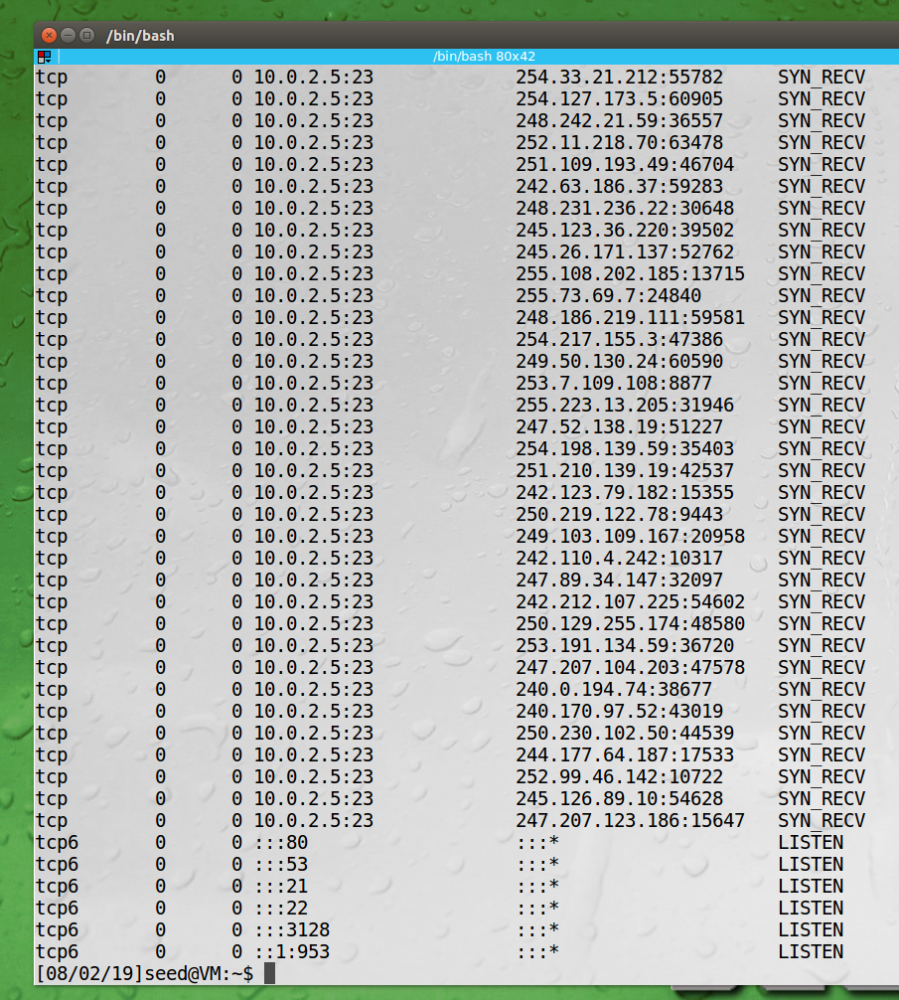 /bin/bash
/bin/bash 80x42
tcp 0 0 10.0.2.5:23 254.33.21.212:55782 SYN_RECV
tcp 0 0 10.0.2.5:23 254.127.173.5:60905 SYN_RECV
tcp 0 0 10.0.2.5:23 248.242.21.59:36557 SYN_RECV
tcp 0 0 10.0.2.5:23 252.11.218.70:63478 SYN_RECV
tcp 0 0 10.0.2.5:23 251.109.193.49:46704 SYN_RECV
tcp 0 0 10.0.2.5:23 242.63.186.37:59283 SYN_RECV
tcp 0 0 10.0.2.5:23 248.231.236.22:30648 SYN_RECV
tcp 0 0 10.0.2.5:23 245.123.36.220:39502 SYN_RECV
tcp 0 0 10.0.2.5:23 245.26.171.137:52762 SYN_RECV
tcp 0 0 10.0.2.5:23 255.108.202.185:13715 SYN_RECV
tcp 0 0 10.0.2.5:23 255.73.69.7:24840 SYN_RECV
tcp 0 0 10.0.2.5:23 248.186.219.111:59581 SYN_RECV
tcp 0 0 10.0.2.5:23 254.217.155.3:47386 SYN_RECV
tcp 0 0 10.0.2.5:23 249.50.130.24:60590 SYN_RECV
tcp 0 0 10.0.2.5:23 253.7.109.108:8877 SYN_RECV
tcp 0 0 10.0.2.5:23 255.223.13.205:31946 SYN_RECV
tcp 0 0 10.0.2.5:23 247.52.138.19:51227 SYN_RECV
tcp 0 0 10.0.2.5:23 254.198.139.59:35403 SYN_RECV
tcp 0 0 10.0.2.5:23 251.210.139.19:42537 SYN_RECV
tcp 0 0 10.0.2.5:23 242.123.79.182:15355 SYN_RECV
tcp 0 0 10.0.2.5:23 250.219.122.78:9443 SYN_RECV
tcp 0 0 10.0.2.5:23 249.103.109.167:20958 SYN_RECV
tcp 0 0 10.0.2.5:23 242.110.4.242:10317 SYN_RECV
tcp 0 0 10.0.2.5:23 247.89.34.147:32097 SYN_RECV
tcp 0 0 10.0.2.5:23 242.212.107.225:54602 SYN_RECV
tcp 0 0 10.0.2.5:23 250.129.255.174:48580 SYN_RECV
tcp 0 0 10.0.2.5:23 253.191.134.59:36720 SYN_RECV
tcp 0 0 10.0.2.5:23 247.207.104.203:47578 SYN_RECV
tcp 0 0 10.0.2.5:23 240.0.194.74:38677 SYN_RECV
tcp 0 0 10.0.2.5:23 240.170.97.52:43019 SYN_RECV
tcp 0 0 10.0.2.5:23 250.230.102.50:44539 SYN_RECV
tcp 0 0 10.0.2.5:23 244.177.64.187:17533 SYN_RECV
tcp 0 0 10.0.2.5:23 252.99.46.142:10722 SYN_RECV
tcp 0 0 10.0.2.5:23 245.126.89.10:54628 SYN_RECV
tcp 0 0 10.0.2.5:23 247.207.123.186:15647 SYN_RECV
tcp6 0 0 :::80 :::* LISTEN
tcp6 0 0 :::53 :::* LISTEN
tcp6 0 0 :::21 :::* LISTEN
tcp6 0 0 :::22 :::* LISTEN
tcp6 0 0 :::3128 :::* LISTEN
tcp6 0 0 ::1:953 :::* LISTEN
[08/02/19]seed@VM:~$